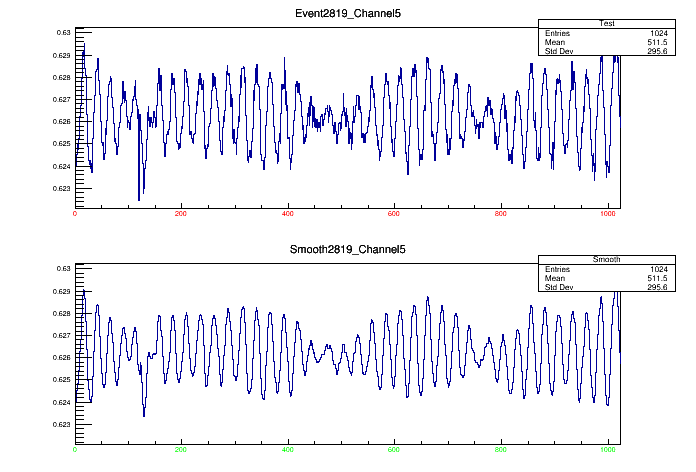 Event2819_Channel5
Test
Entries 1024
Mean 511.5
Std Dev 295.6
0.63
0.629
0.628
0.627
0.626
0.625
0.624
0.623
0 200 400 600 800 1000
Smooth2819_Channel5
Smooth
Entries 1024
Mean 511.5
Std Dev 295.6
0.63
0.629
0.628
0.627
0.626
0.625
0.624
0.623
0 200 400 600 800 1000